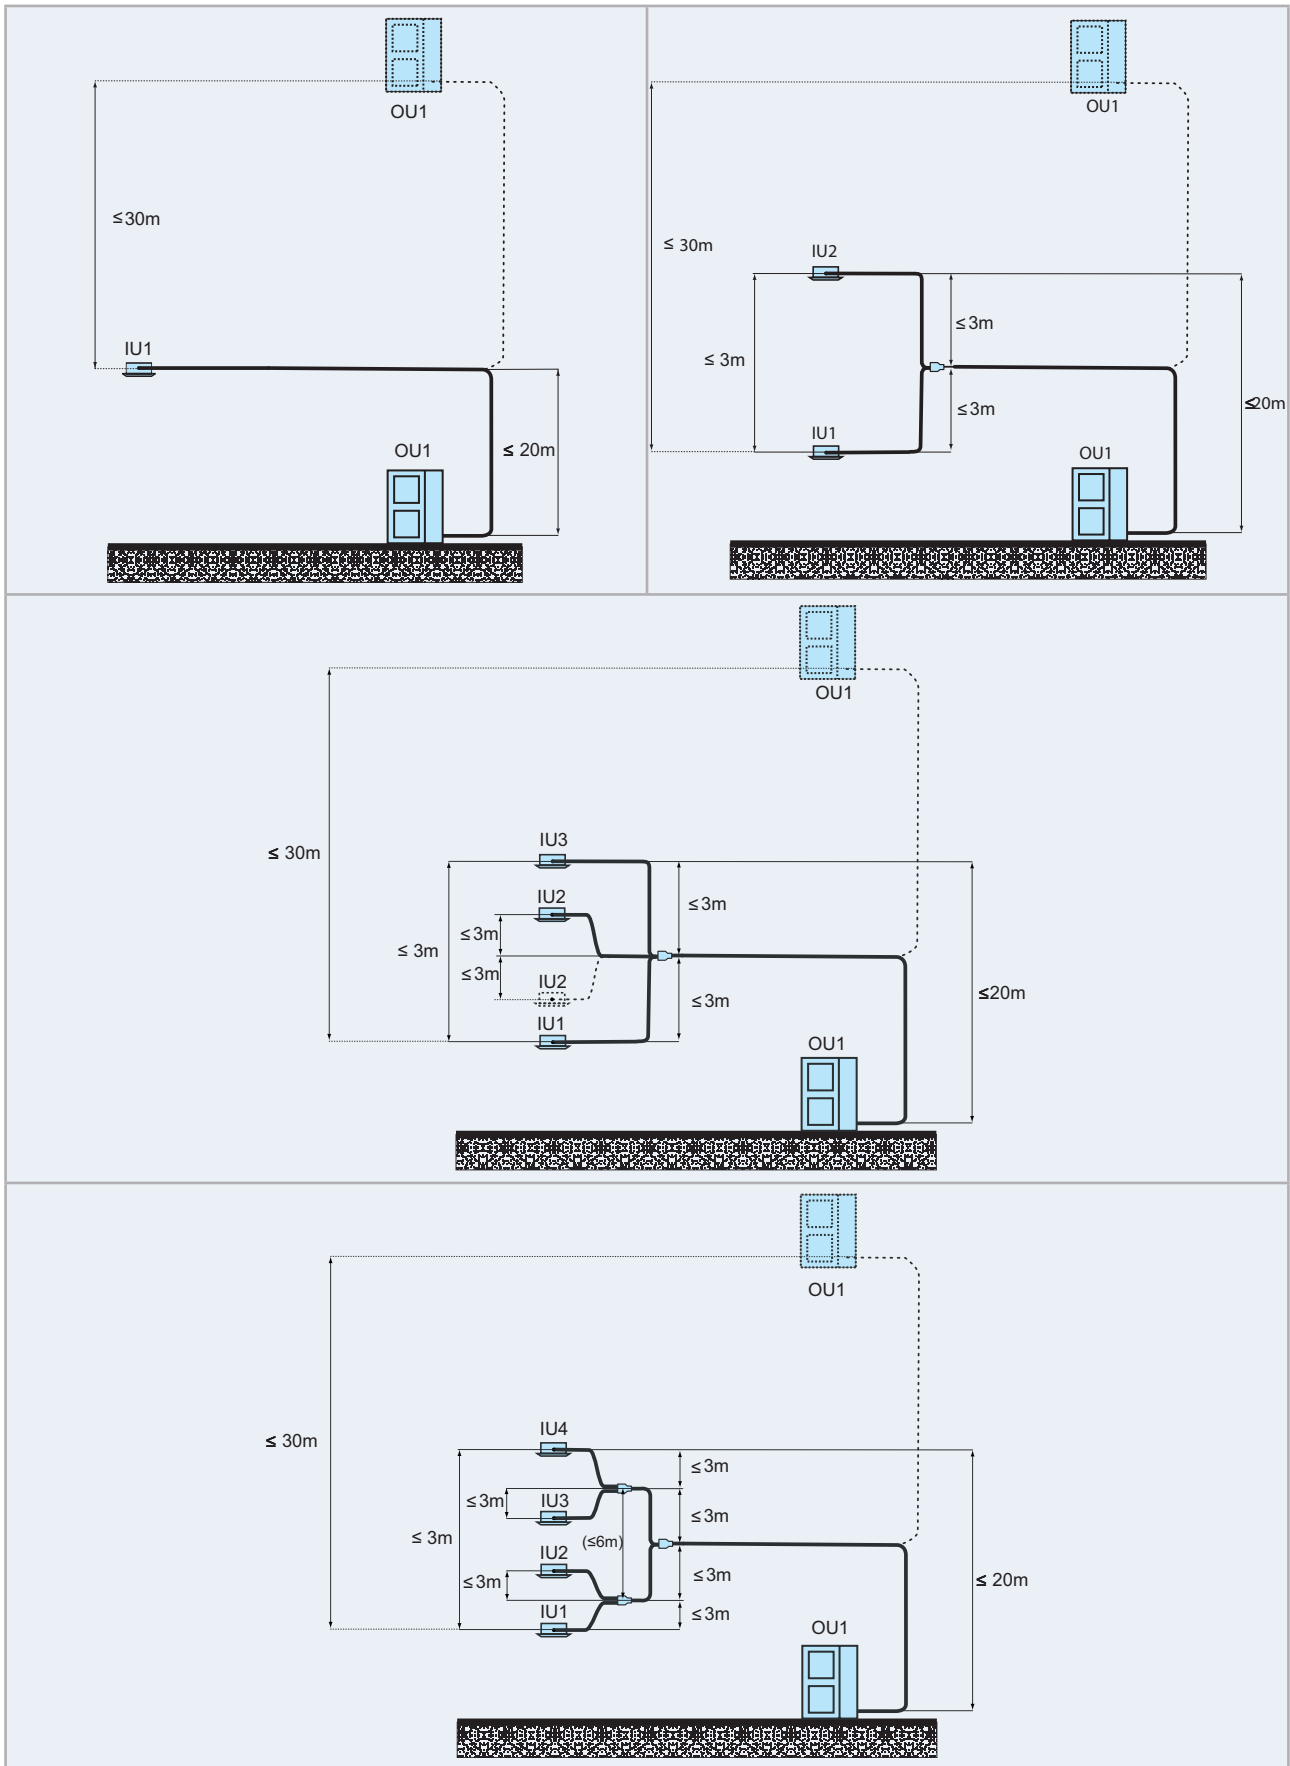 OU1
≤30m
IU1
OU1
≤ 20m
OU1
≤ 30m
IU2
≤3m
≤ 3m
≤20m
≤3m
IU1
OU1
OU1
≤ 30m
IU3
IU2
≤3m
≤3m
≤ 3m
≤3m
IU2
≤3m
≤20m
IU1
OU1
OU1
≤ 30m
IU4
≤3m
≤3m
IU3
≤3m
≤ 3m
(≤6m)
IU2
≤3m
≤3m
≤ 20m
IU1
≤3m
OU1